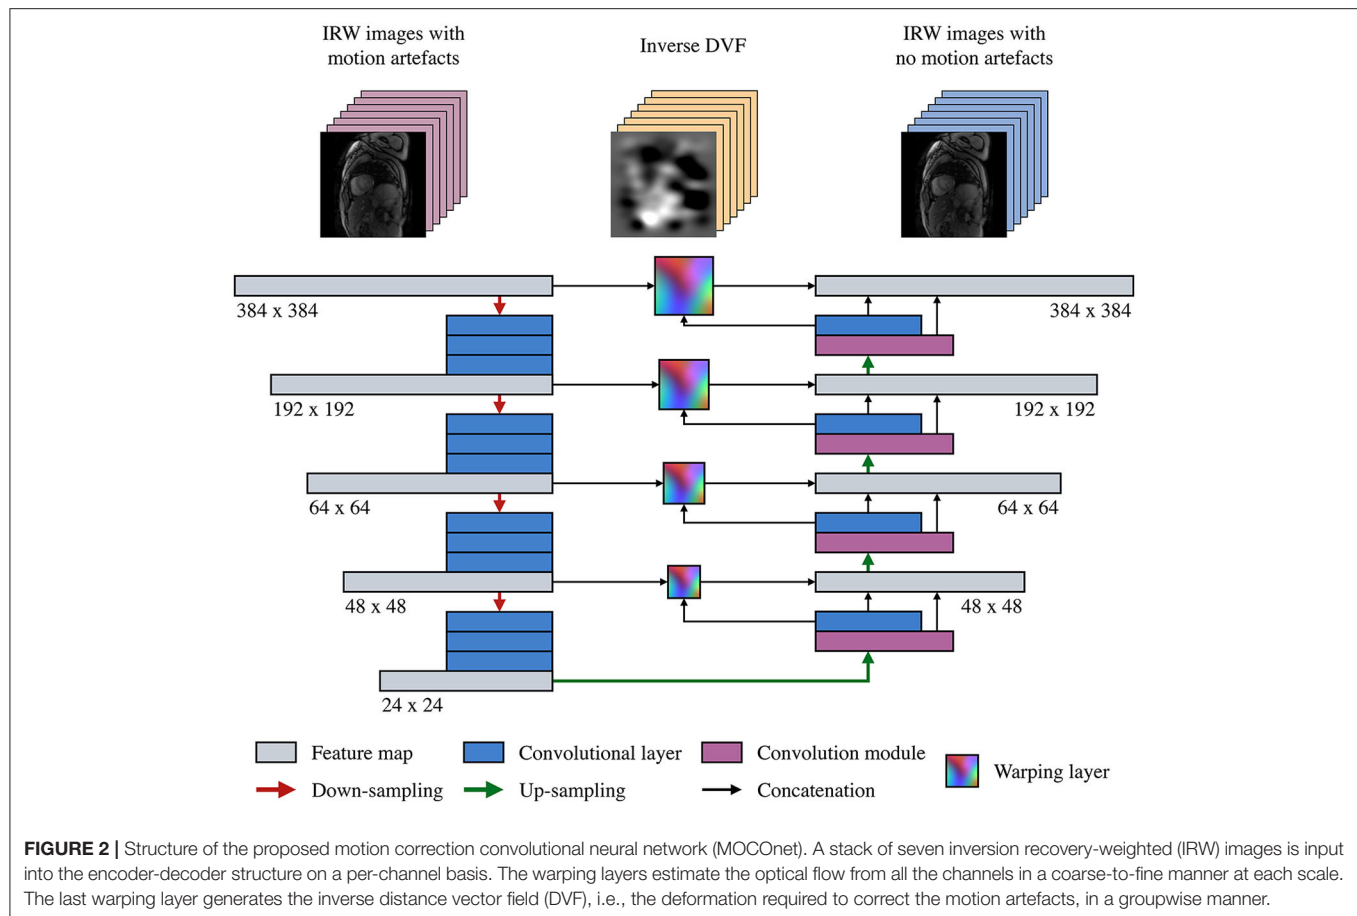 IRW images with
motion artefacts
Inverse DVF
IRW images with
no motion artefacts
384 x 384
384 x 384
192 x 192
192 x 192
64 x 64
64 x 64
48 x 48
48 x 48
24 x 24
Feature map
Convolutional layer
Convolution module
Warping layer
Down-sampling
Up-sampling
Concatenation
FIGURE 2 | Structure of the proposed motion correction convolutional neural network (MOCOnet). A stack of seven inversion recovery-weighted (IRW) images is input
into the encoder-decoder structure on a per-channel basis. The warping layers estimate the optical flow from all the channels in a coarse-to-fine manner at each scale.
The last warping layer generates the inverse distance vector field (DVF), i.e., the deformation required to correct the motion artefacts, in a groupwise manner.